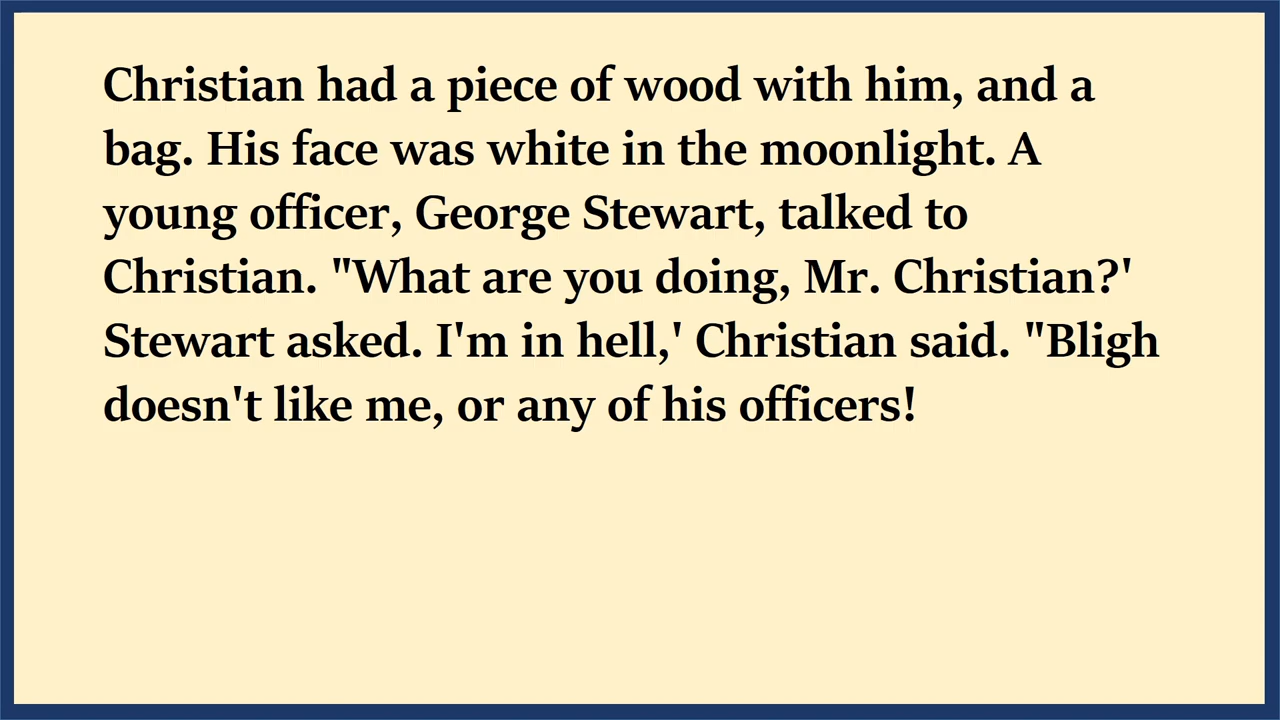 Christian had a piece of wood with him, and a
bag. His face was white in the moonlight. A
young officer, George Stewart, talked to
Christian. "What are you doing, Mr. Christian?'
Stewart asked. I'm in hell,' Christian said. "Bligh
doesn't like me, or any of his officers!